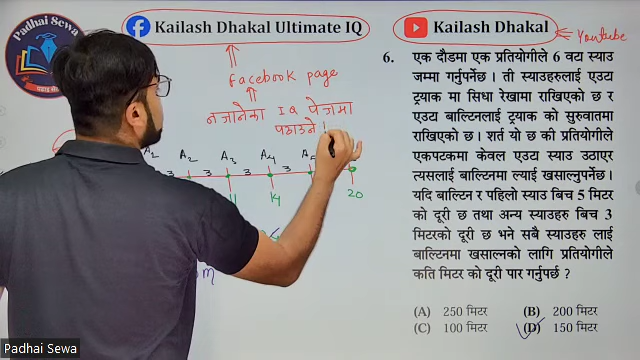 Padhai Sewa
Kailash Dhakal Ultimate IQ
Kailash Dhakal
Youtube
facebook page
नजानेका IQ पेजमा
पठाउने।
A₂ A₃ A₄
3 3 3
14 20
m
6. एक दौडमा एक प्रतियोगीले 6 वटा स्याउ
जम्मा गर्नुपर्नेछ । ती स्याउहरुलाई एउटा
ट्र्याक मा सिधा रेखामा राखिएको छ र
एउटा बाल्टिनलाई ट्र्याक को सुरुवातमा
राखिएको छ । शर्त यो छ की प्रतियोगीले
एकपटकमा केवल एउटा स्याउ उठाएर
त्यसलाई बाल्टिनमा ल्याई खसाल्नुपर्नेछ ।
यदि बाल्टिन र पहिलो स्याउ बिच 5 मिटर
को दूरी छ तथा अन्य स्याउहरु बिच 3
मिटरको दूरी छ भने सबै स्याउहरु लाई
बाल्टिनमा खसाल्नको लागि प्रतियोगीले
कति मिटर को दूरी पार गर्नुपर्छ ?
(A) 250 मिटर (B) 200 मिटर
(C) 100 मिटर (D) 150 मिटर
Padhai Sewa